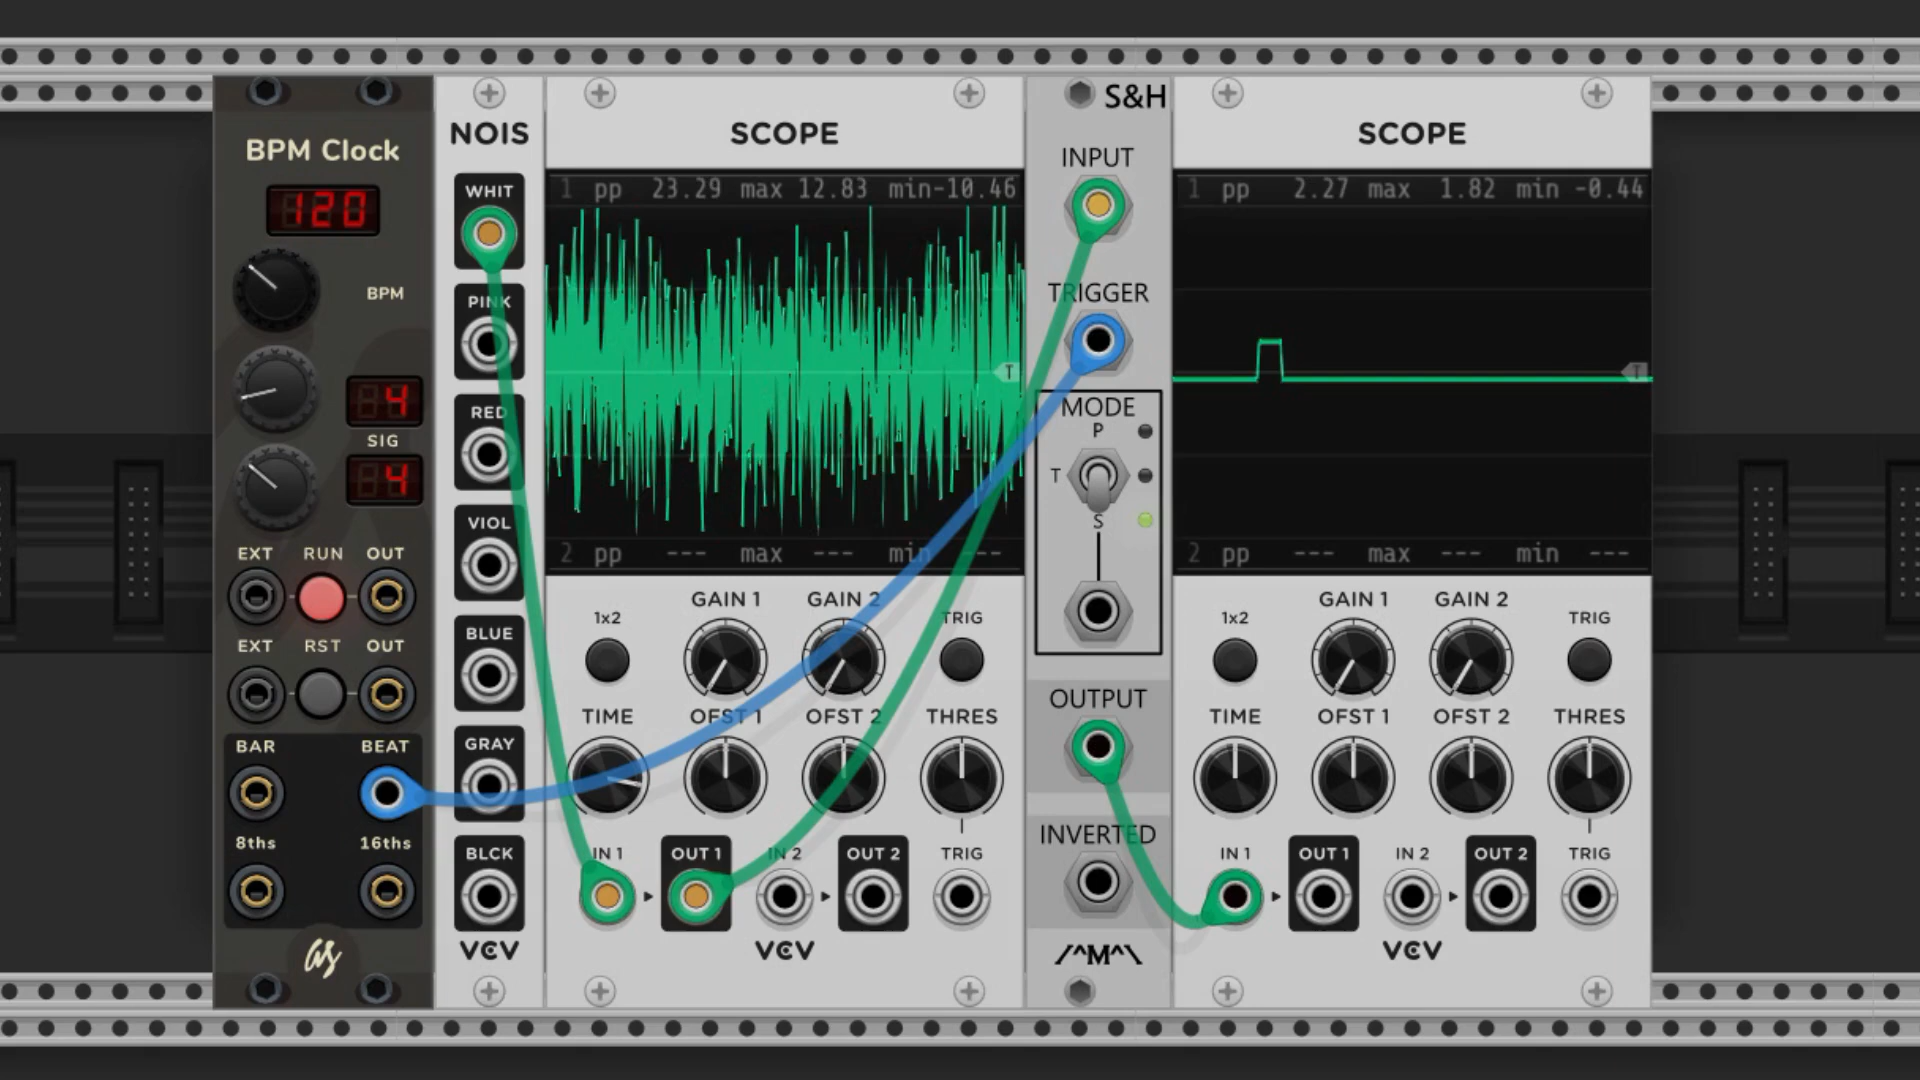 BPM Clock
120
BPM
4
SIG
4
EXT RUN OUT
EXT RST OUT
BAR BEAT
8ths 16ths
as
NOIS
WHIT
PINK
RED
VIOL
BLUE
GRAY
BLCK
VCV
SCOPE
1 pp 23.29 max 12.83 min-10.46
T
2 pp --- max --- min ---
1x2 GAIN 1 GAIN 2 TRIG
TIME OFST 1 OFST 2 THRES
IN 1 OUT 1 IN 2 OUT 2 TRIG
VCV
S&H
INPUT
TRIGGER
MODE
P
T
S
OUTPUT
INVERTED
/^M^\
SCOPE
1 pp 2.27 max 1.82 min -0.44
T
2 pp --- max --- min ---
1x2 GAIN 1 GAIN 2 TRIG
TIME OFST 1 OFST 2 THRES
IN 1 OUT 1 IN 2 OUT 2 TRIG
VCV